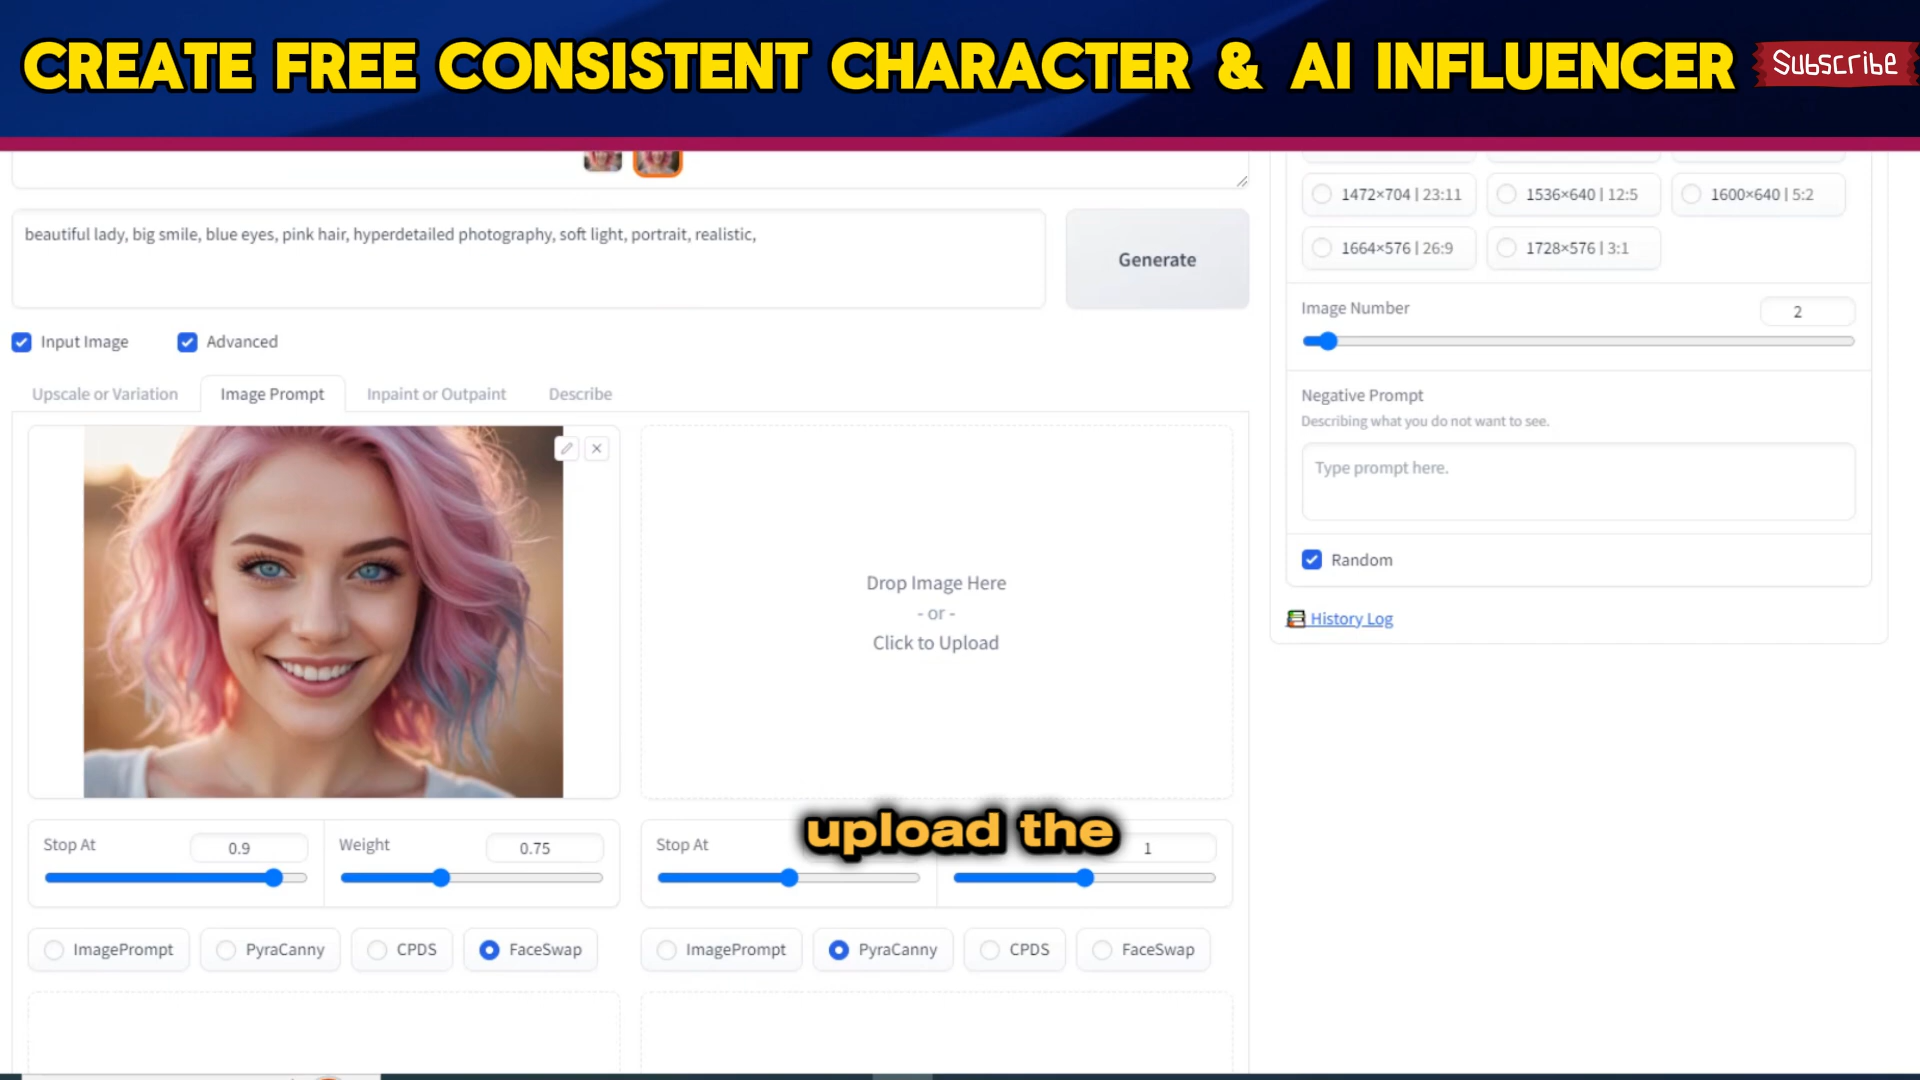 CREATE FREE CONSISTENT CHARACTER & AI INFLUENCER
Subscribe
1472×704 | 23:11
1536×640 | 12:5
1600×640 | 5:2
beautiful lady, big smile, blue eyes, pink hair, hyperdetailed photography, soft light, portrait, realistic,
Generate
1664×576 | 26:9
1728×576 | 3:1
Image Number
2
Input Image
Advanced
Upscale or Variation
Image Prompt
Inpaint or Outpaint
Describe
Negative Prompt
Describing what you do not want to see.
Type prompt here.
Random
History Log
Drop Image Here
- or -
Click to Upload
upload the
Stop At
0.9
Weight
0.75
Stop At
1
ImagePrompt
PyraCanny
CPDS
FaceSwap
ImagePrompt
PyraCanny
CPDS
FaceSwap